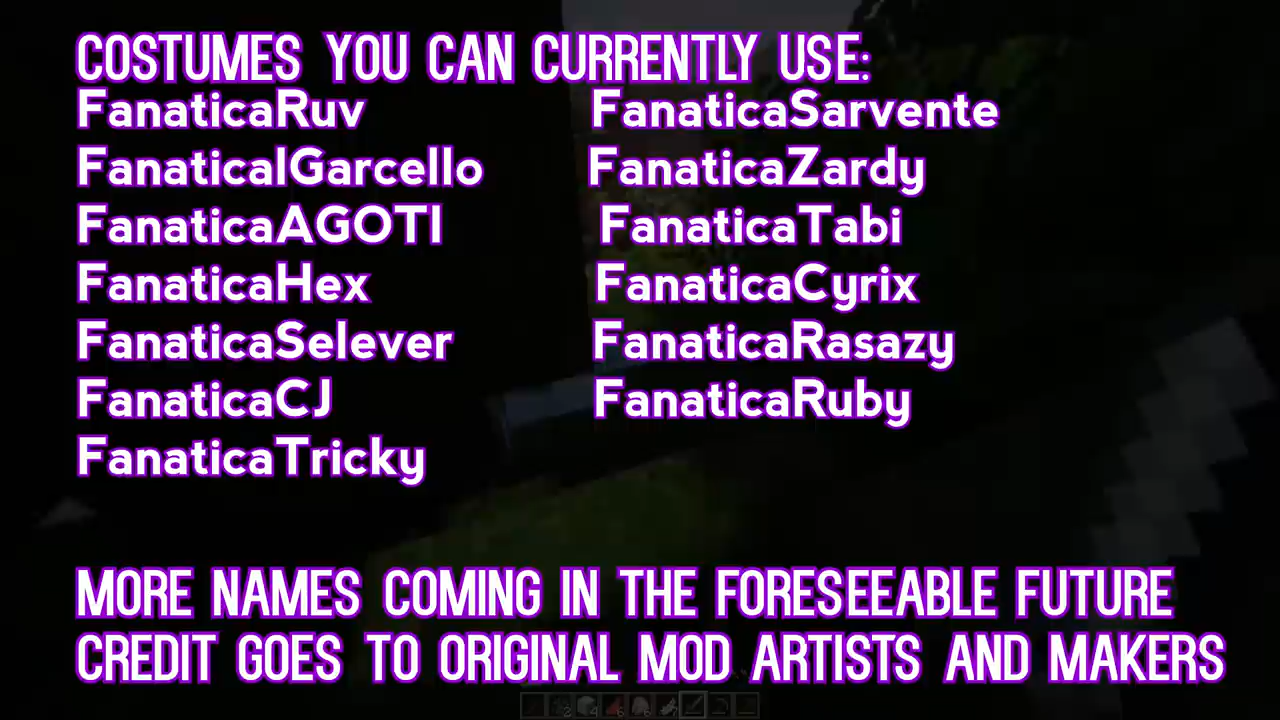 COSTUMES YOU CAN CURRENTLY USE:
FanaticaRuv FanaticaSarvente
FanaticalGarcello FanaticaZardy
FanaticaAGOTI FanaticaTabi
FanaticaHex FanaticaCyrix
FanaticaSelever FanaticaRasazy
FanaticaCJ FanaticaRuby
FanaticaTricky
MORE NAMES COMING IN THE FORESEEABLE FUTURE
CREDIT GOES TO ORIGINAL MOD ARTISTS AND MAKERS